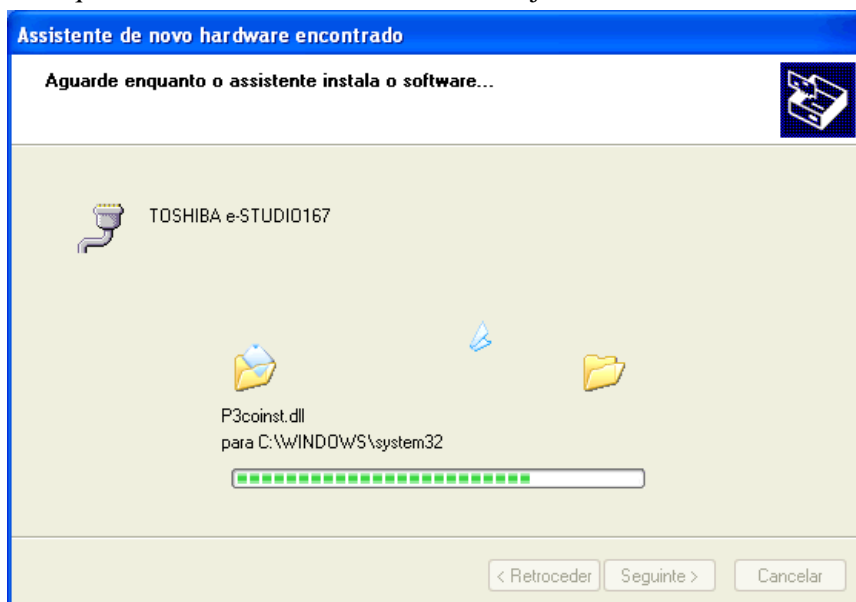 Assistente de novo hardware encontrado
Aguarde enquanto o assistente instala o software...
TOSHIBA e-STUDIO167
P3coinst.dll
para C:\WINDOWS\system32
< Retroceder Seguinte > Cancelar